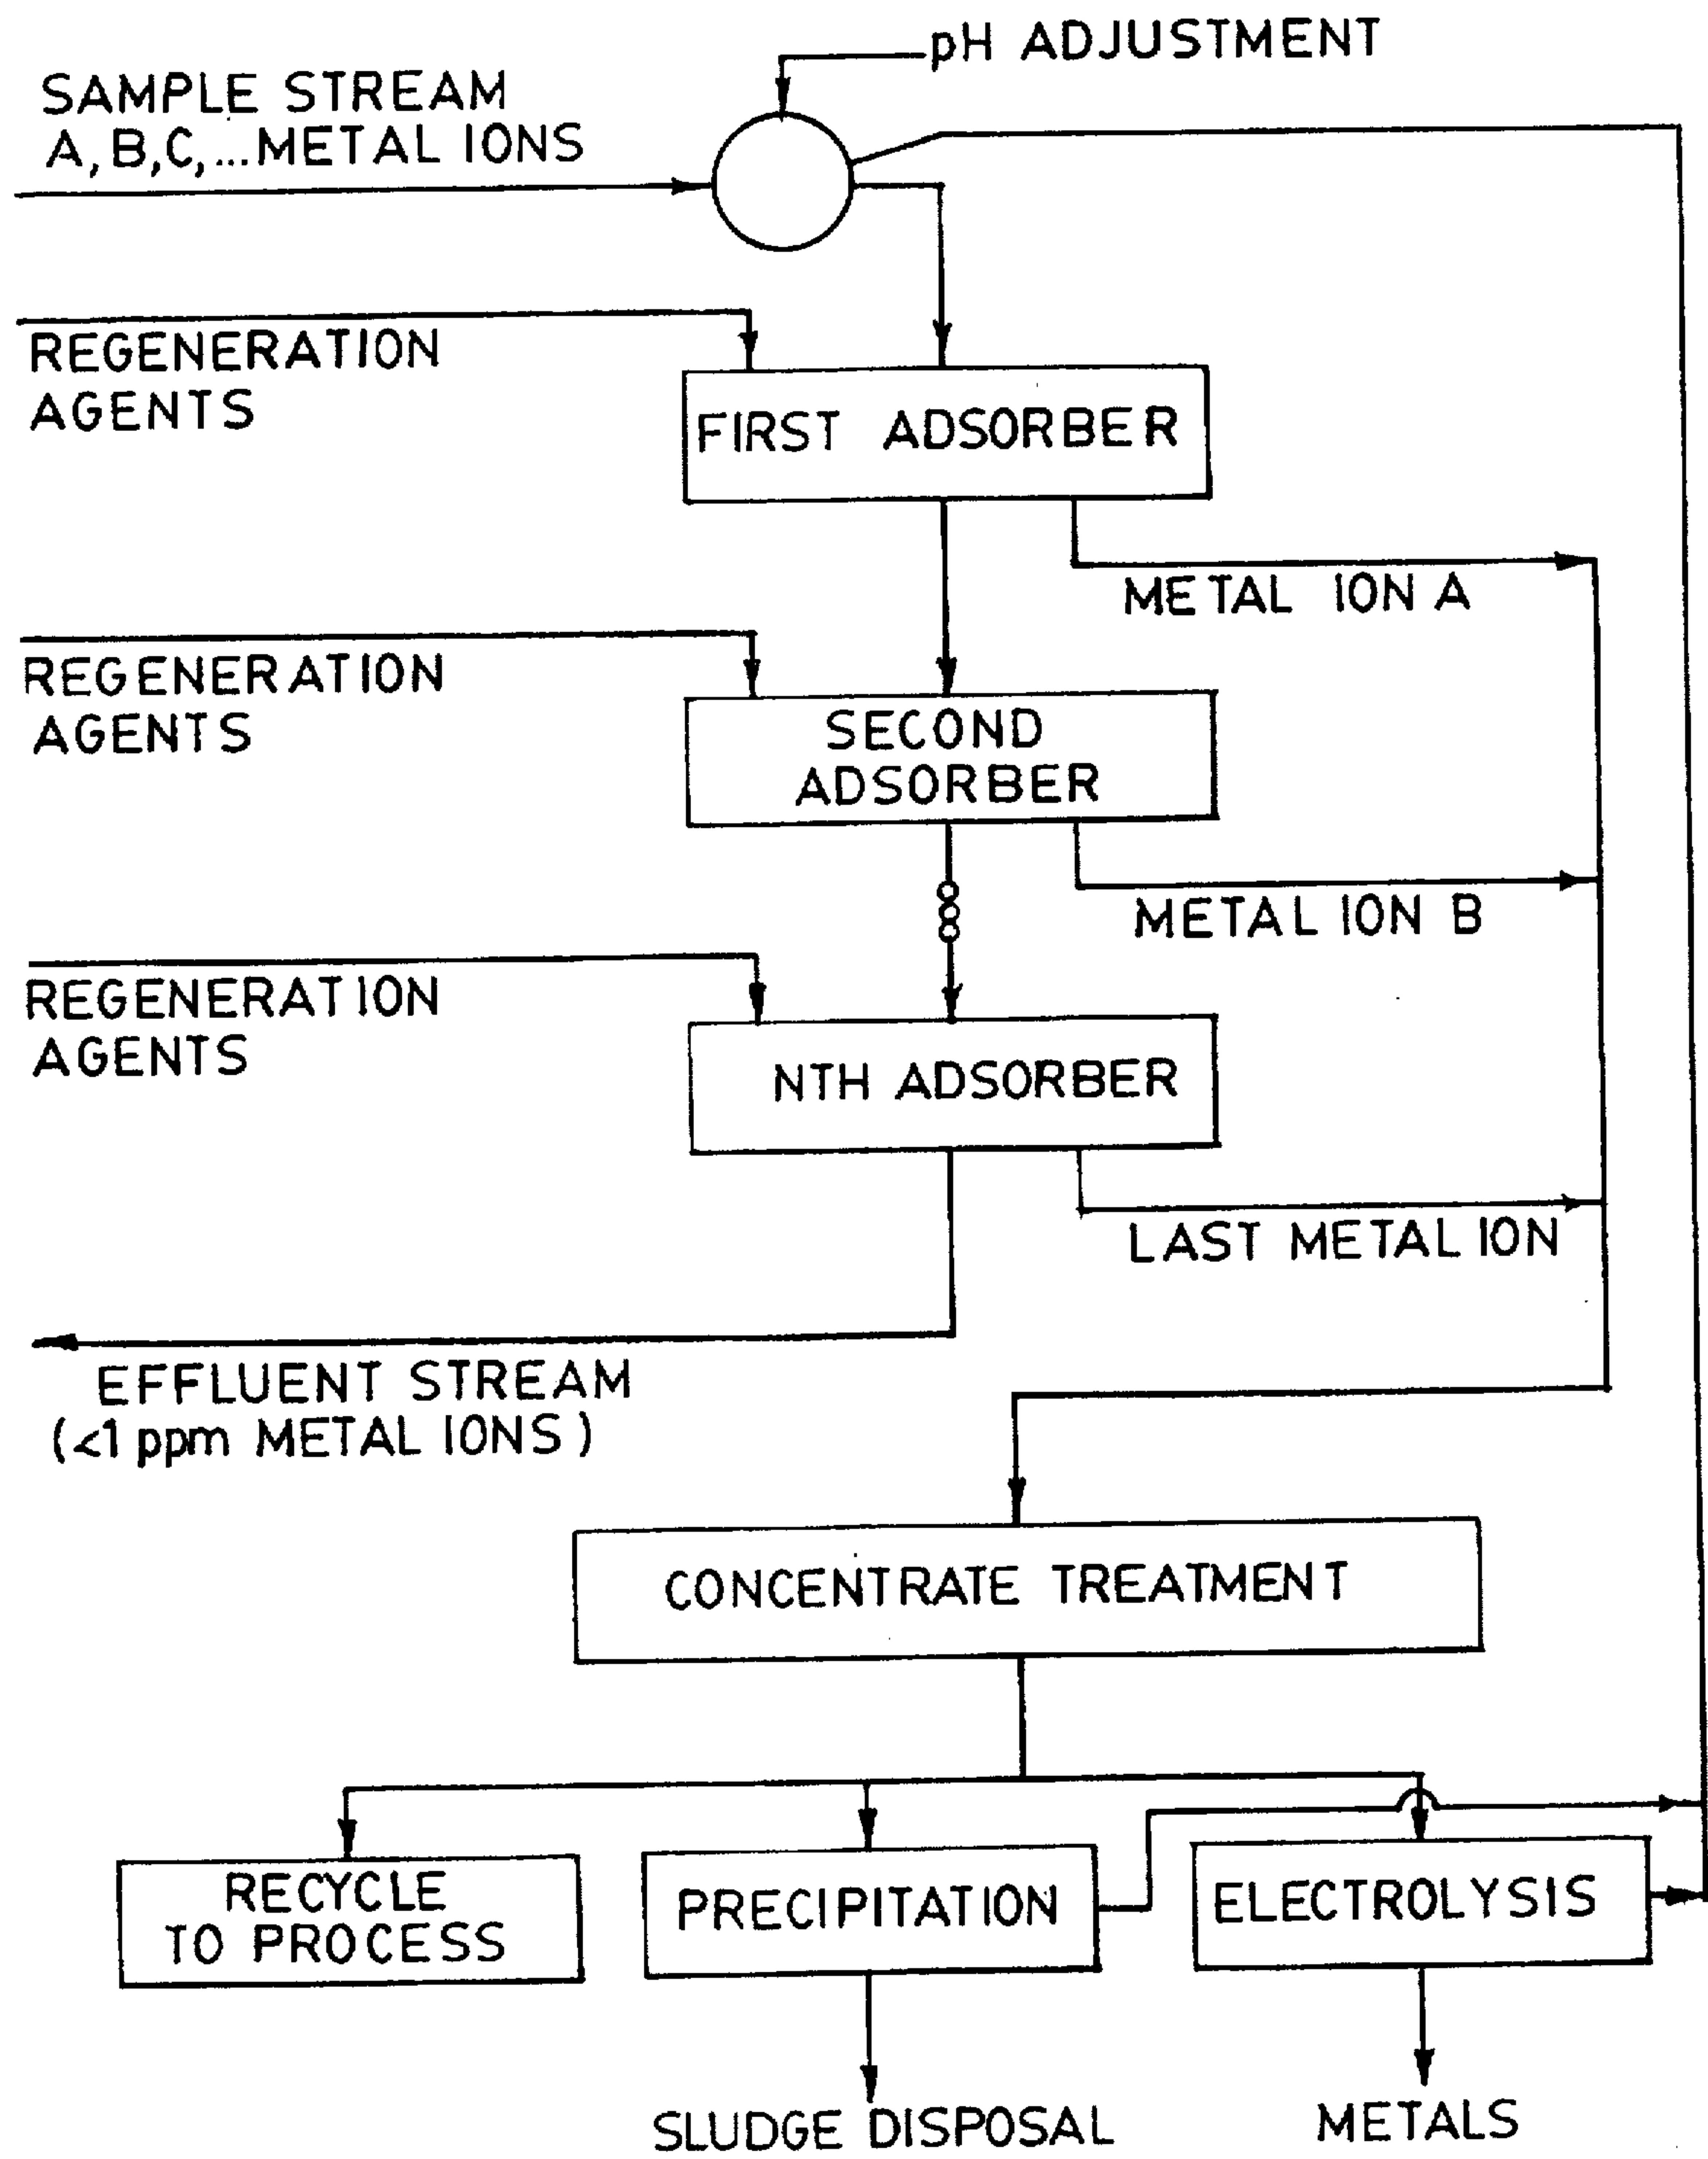 pH ADJUSTMENT
SAMPLE STREAM
A, B, C, ... METAL IONS
REGENERATION
AGENTS
FIRST ADSORBER
METAL ION A
REGENERATION
AGENTS
SECOND
ADSORBER
METAL ION B
REGENERATION
AGENTS
NTH ADSORBER
LAST METAL ION
EFFLUENT STREAM
(<1 ppm METAL IONS)
CONCENTRATE TREATMENT
RECYCLE
TO PROCESS
PRECIPITATION
ELECTROLYSIS
SLUDGE DISPOSAL
METALS